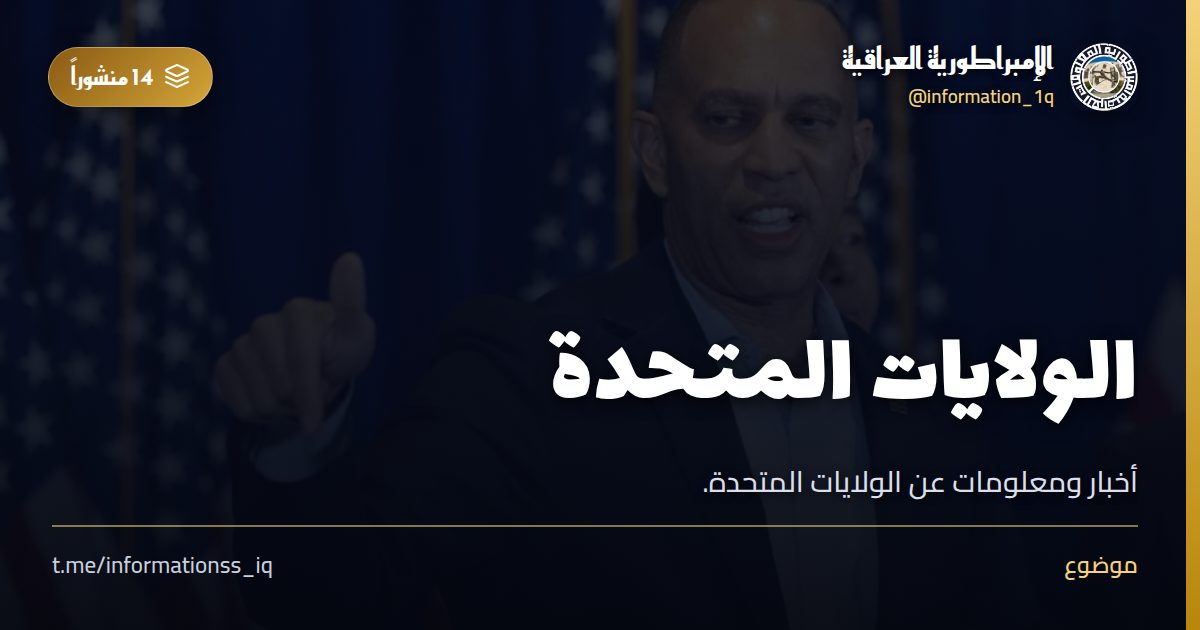 الإمبراطورية العراقية
@information_1q
14 منشوراً
الولايات المتحدة
أخبار ومعلومات عن الولايات المتحدة.
موضوع
t.me/informationss_iq